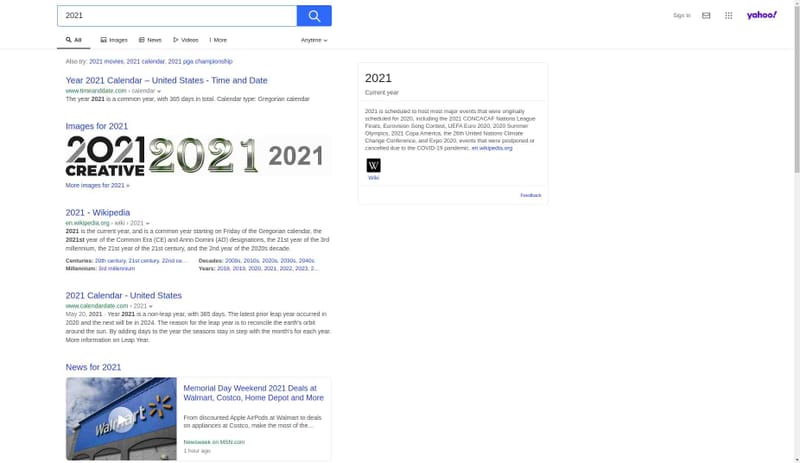 2021
Sign in
yahoo!
All
Images
News
Videos
More
Anytime
Also try: 2021 movies, 2021 calendar, 2021 pga championship
Year 2021 Calendar – United States - Time and Date
www.timeanddate.com › calendar
The year 2021 is a common year, with 365 days in total. Calendar type: Gregorian calendar
Images for 2021
2021 CREATIVE
2021
2021
More images for 2021 »
2021 - Wikipedia
en.wikipedia.org › wiki › 2021
2021 is the current year, and is a common year starting on Friday of the Gregorian calendar, the
2021st year of the Common Era (CE) and Anno Domini (AD) designations, the 21st year of the 3rd
millennium, the 21st year of the 21st century, and the 2nd year of the 2020s decade.
Centuries: 20th century, 21st century, 22nd ce...
Decades: 2000s, 2010s, 2020s, 2030s, 2040s.
Millennium: 3rd millennium
Years: 2018, 2019, 2020, 2021, 2022, 2023, 2...
2021 Calendar - United States
www.calendardate.com › 2021
May 20, 2021 · Year 2021 is a non-leap year, with 365 days. The latest prior leap year occurred in
2020 and the next will be in 2024. The reason for the leap year is to reconcile the earth's orbit
around the sun. By adding days to the year the seasons stay in step with the month's for each year.
More information on Leap Year.
News for 2021
Walmart
Memorial Day Weekend 2021 Deals at
Walmart, Costco, Home Depot and More
From discounted Apple AirPods at Walmart to deals
on appliances at Costco, make the most of the...
Newsweek on MSN.com
1 hour ago
2021
Current year
2021 is scheduled to host most major events that were originally
scheduled for 2020, including the 2021 CONCACAF Nations League
Finals, Eurovision Song Contest, UEFA Euro 2020, 2020 Summer
Olympics, 2021 Copa América, the 26th United Nations Climate
Change Conference, and Expo 2020, events that were postponed or
cancelled due to the COVID-19 pandemic. en.wikipedia.org
W
Wiki
Feedback